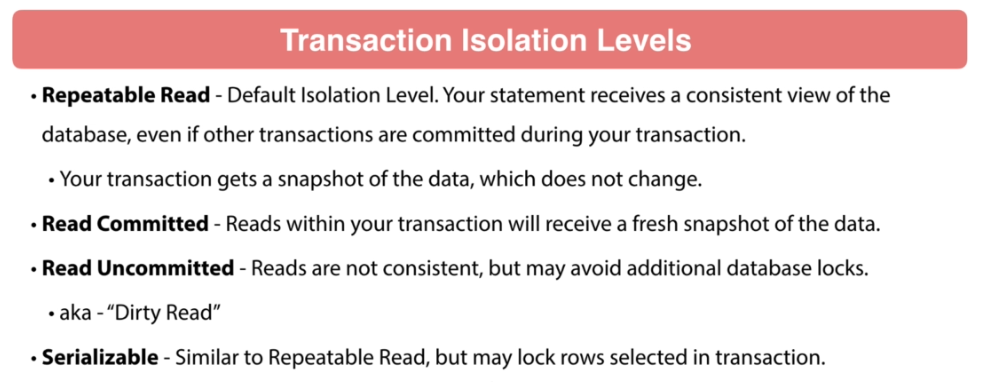 Transaction Isolation Levels
• Repeatable Read - Default Isolation Level. Your statement receives a consistent view of the
database, even if other transactions are committed during your transaction.
• Your transaction gets a snapshot of the data, which does not change.
• Read Committed - Reads within your transaction will receive a fresh snapshot of the data.
• Read Uncommitted - Reads are not consistent, but may avoid additional database locks.
• aka - “Dirty Read”
• Serializable - Similar to Repeatable Read, but may lock rows selected in transaction.